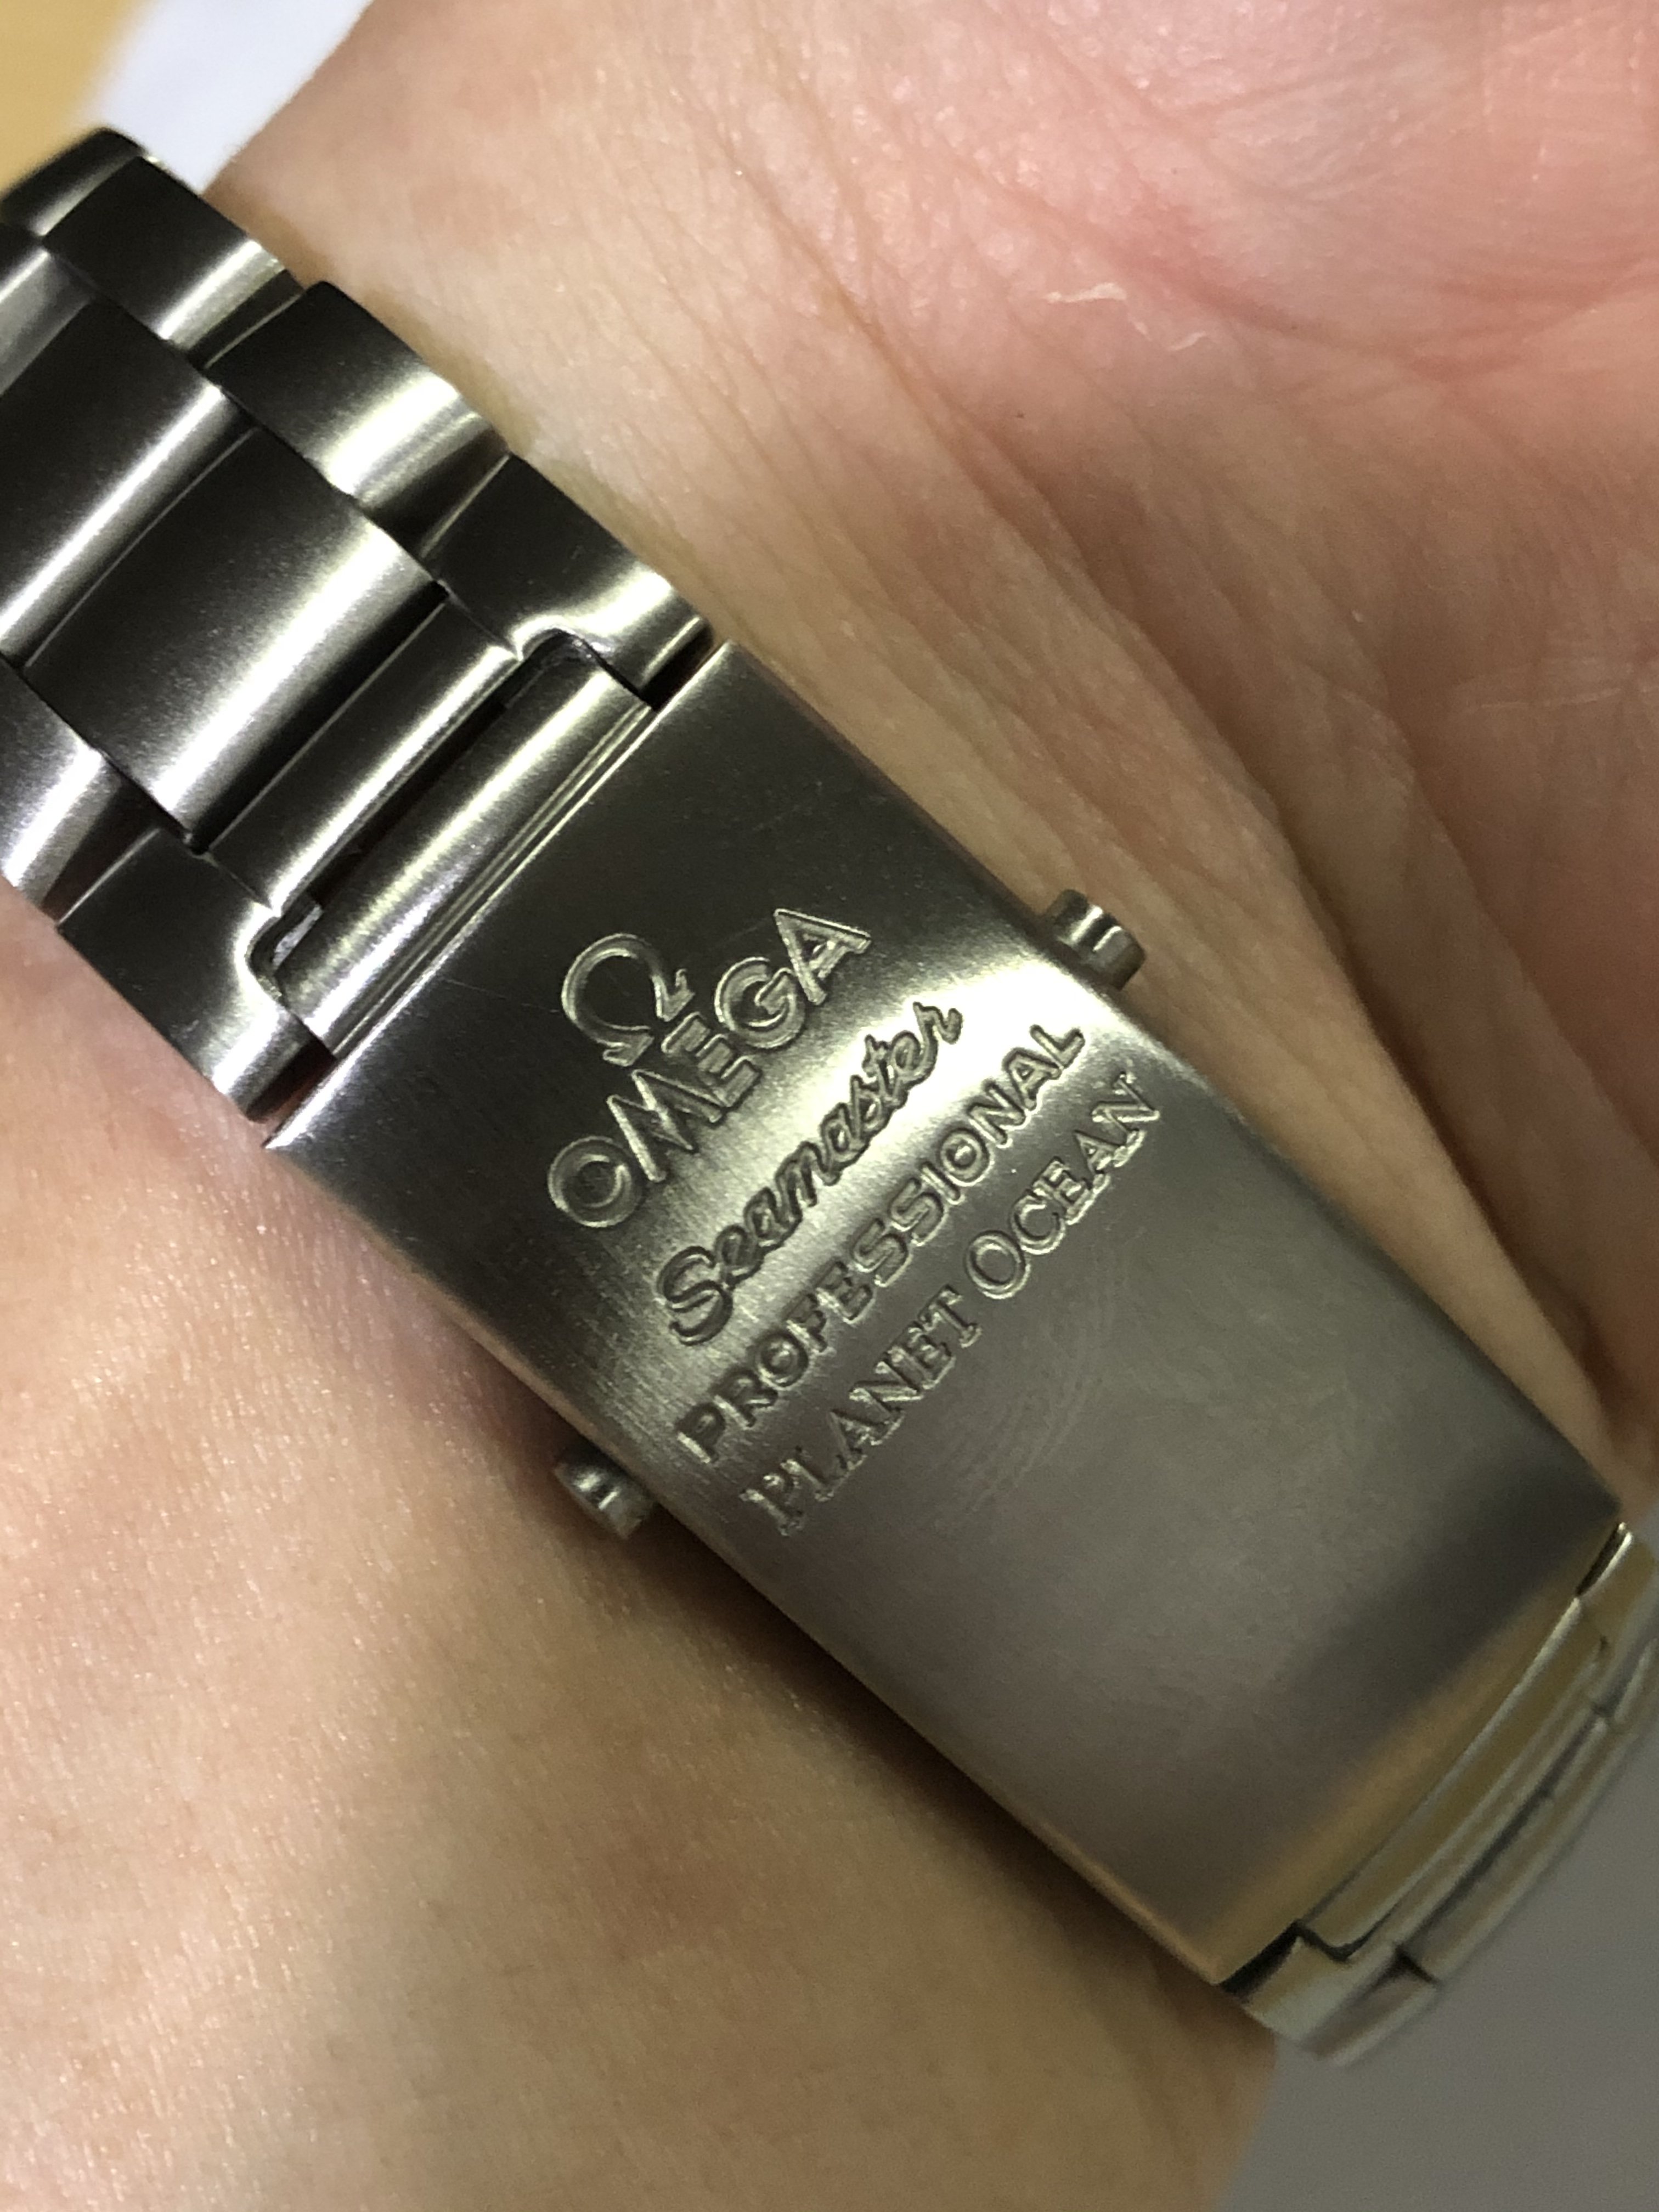 Ω
OMEGA
Seamaster
PROFESSIONAL
PLANET OCEAN